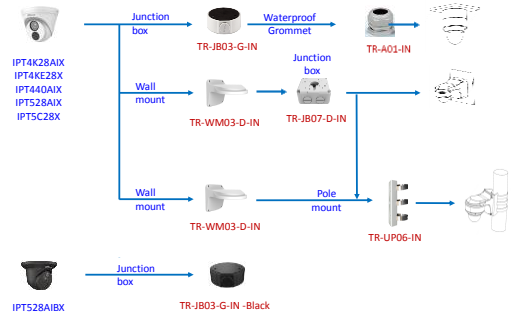 Junction
box
Waterproof
Grommet
TR-JB03-G-IN
TR-A01-IN
IPT4K28AIX
IPT4KE28X
IPT440AIX
IPT528AIX
IPT5C28X
Wall
mount
Junction
box
TR-WM03-D-IN
TR-JB07-D-IN
Wall
mount
Pole
mount
TR-WM03-D-IN
TR-UP06-IN
Junction
box
IPT528AIBX
TR-JB03-G-IN -Black